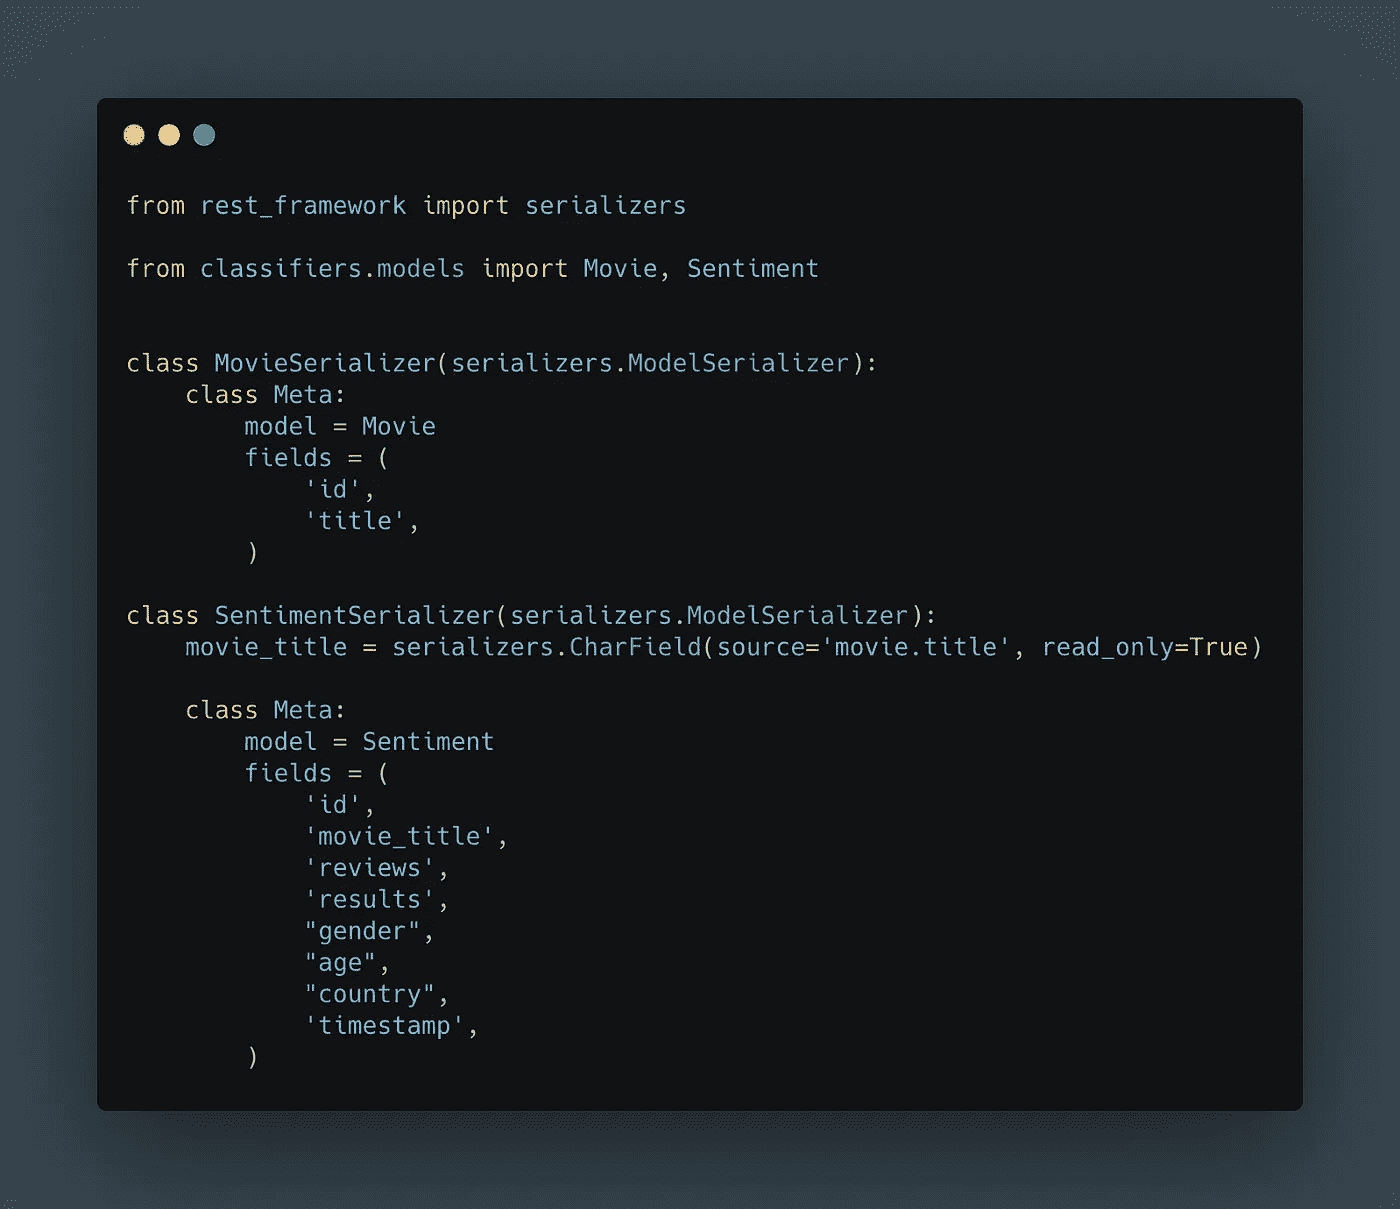 from rest_framework import serializers
from classifiers.models import Movie, Sentiment
class MovieSerializer(serializers.ModelSerializer):
    class Meta:
        model = Movie
        fields = (
            'id',
            'title',
        )
class SentimentSerializer(serializers.ModelSerializer):
    movie_title = serializers.CharField(source='movie.title', read_only=True)
    class Meta:
        model = Sentiment
        fields = (
            'id',
            'movie_title',
            'reviews',
            'results',
            "gender",
            "age",
            "country",
            'timestamp',
        )